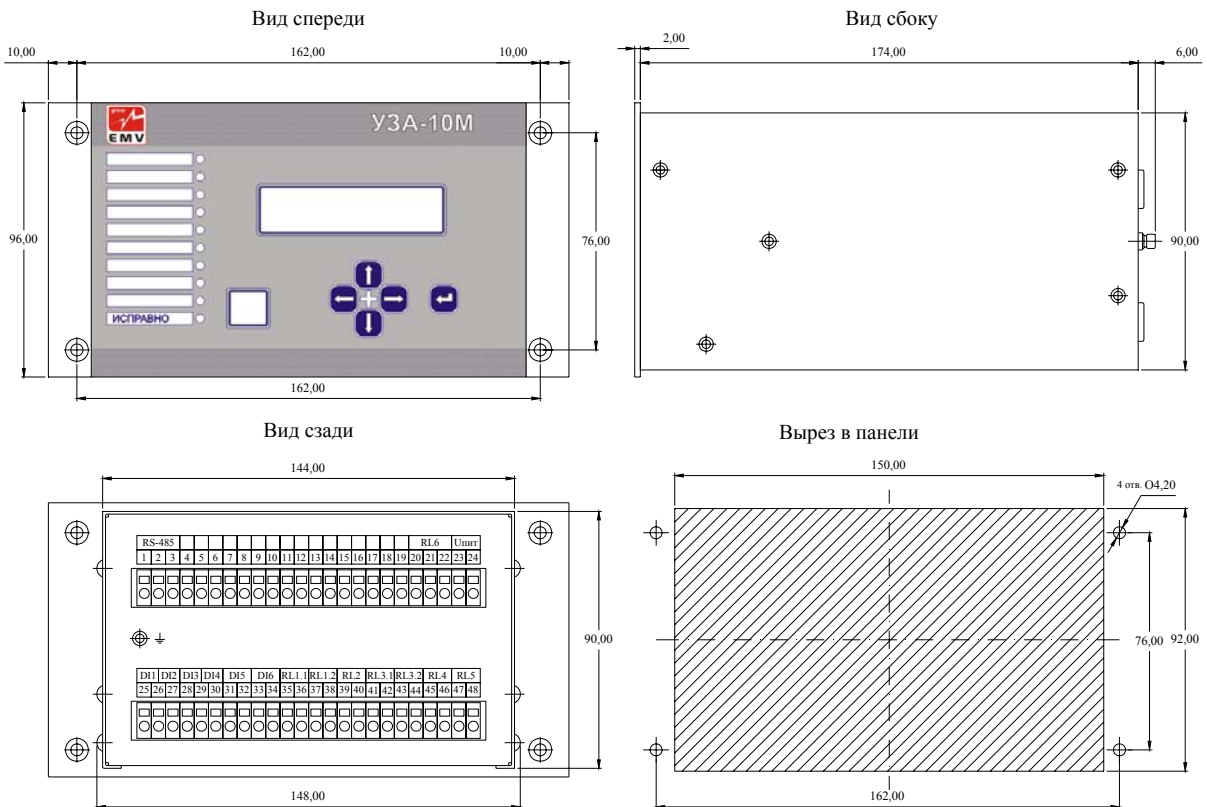 Вид спереди
Вид сбоку
10,00 162,00 10,00
2,00 174,00 6,00
group
EMV
УЗА-10М
96,00
76,00
90,00
ИСПРАВНО
162,00
Вид сзади
Вырез в панели
144,00
150,00
4 отв. O4,20
RS-485 RL6 Uпит
1 2 3 4 5 6 7 8 9 10 11 12 13 14 15 16 17 18 19 20 21 22 23 24
90,00
76,00 92,00
DI1 DI2 DI3 DI4 DI5 DI6 RL1.1 RL1.2 RL2 RL3.1 RL3.2 RL4 RL5
25 26 27 28 29 30 31 32 33 34 35 36 37 38 39 40 41 42 43 44 45 46 47 48
148,00
162,00